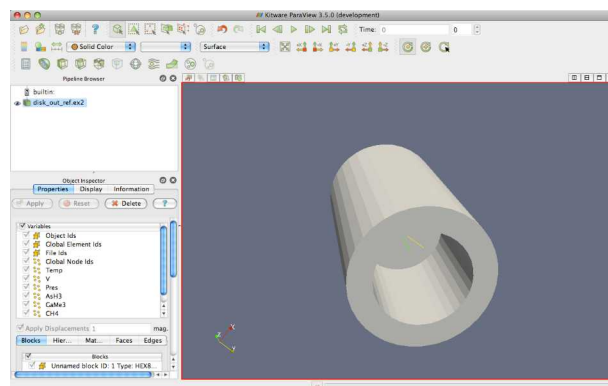 Kitware ParaView 3.5.0 (development)
Time: 0 0
Solid Color Surface
Pipeline Browser
builtin:
disk_out_ref.ex2
Object Inspector
Properties Display Information
Apply Reset Delete ?
Variables
Object Ids
Global Element Ids
File Ids
Global Node Ids
Temp
V
Pres
AsH3
GaMe3
CH4
Apply Displacements 1 mag.
Blocks Hier... Mat... Faces Edges
Blocks
Unnamed block ID: 1 Type: HEX8...